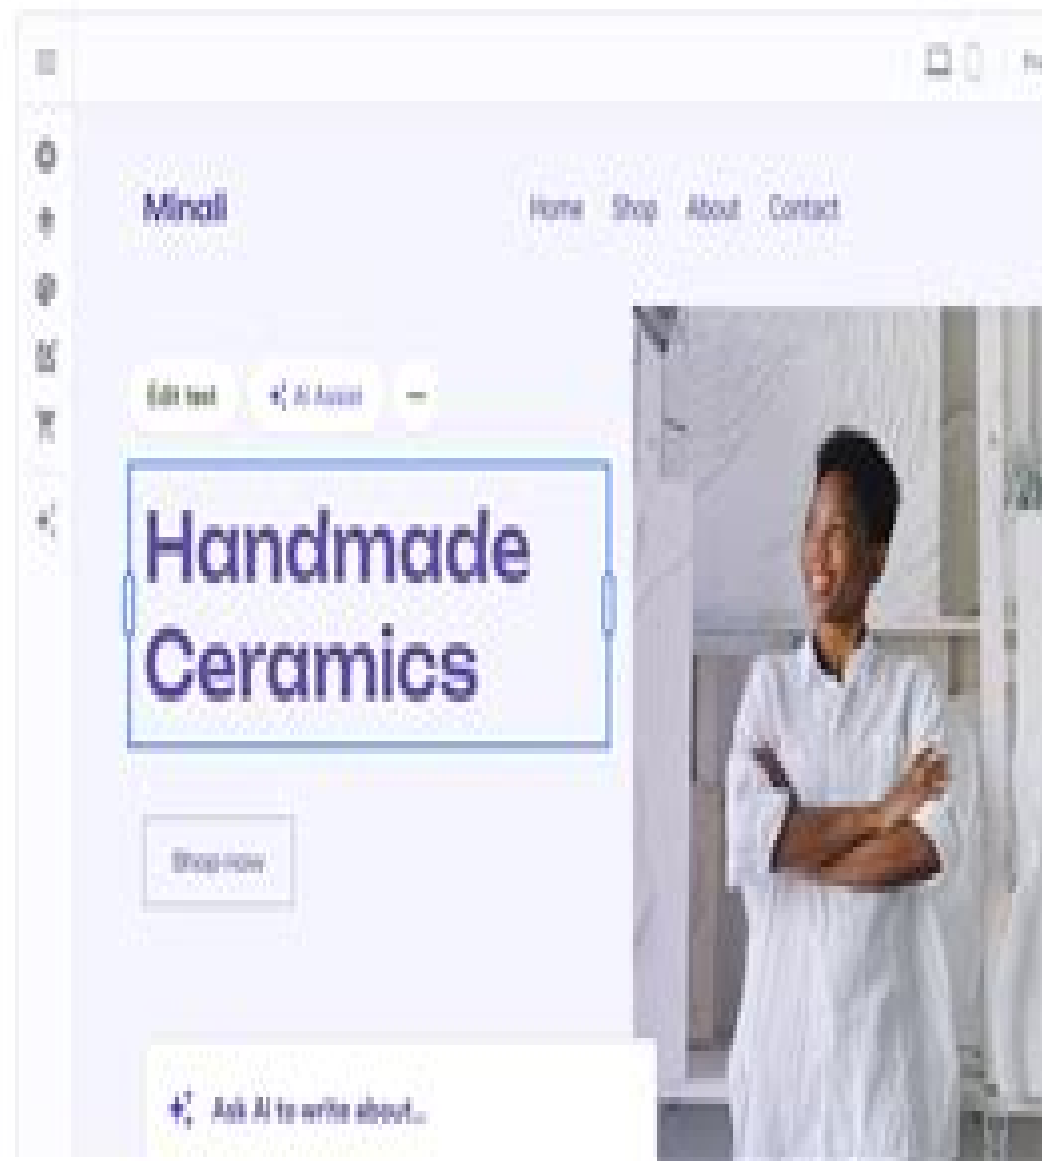 Minali
Home Shop About Contact
Edit text AI Assist
Handmade
Ceramics
Shop now
Ask AI to write about...